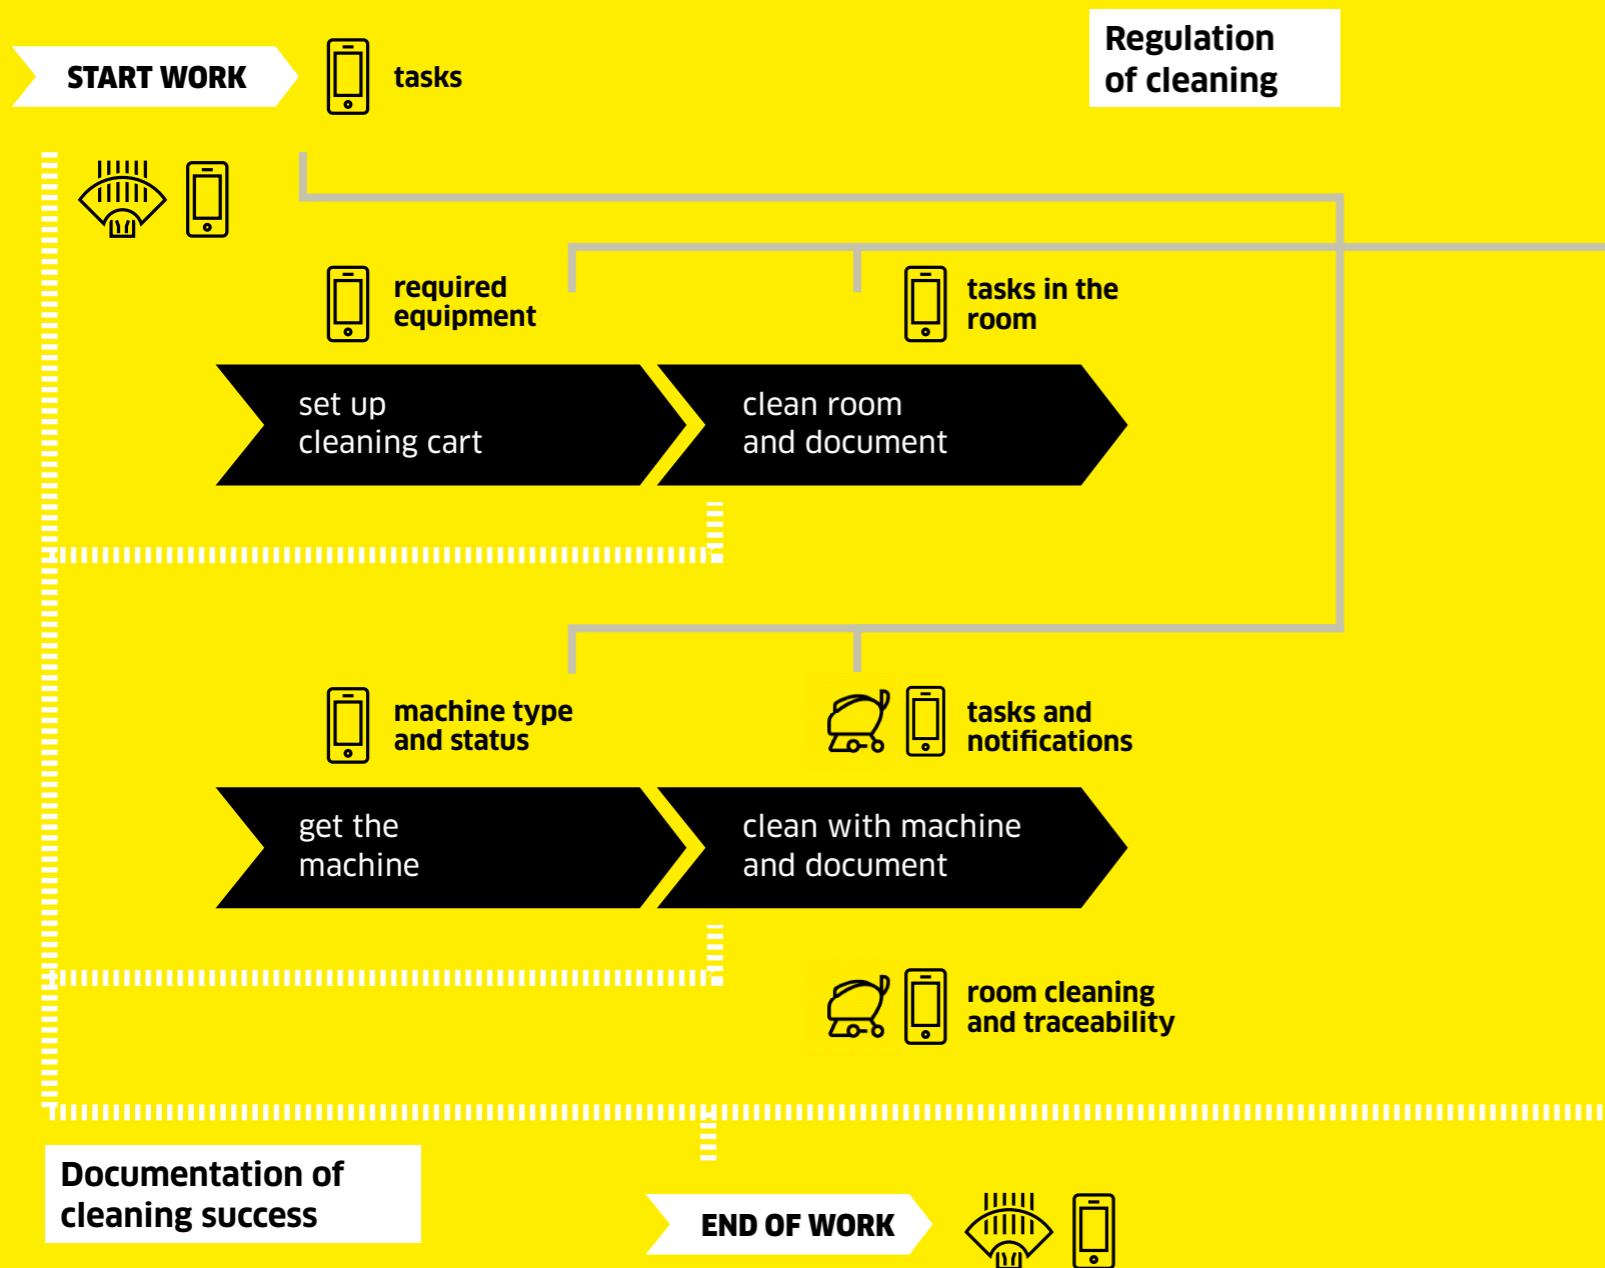 START WORK
tasks
Regulation
of cleaning
required
equipment
tasks in the
room
set up
cleaning cart
clean room
and document
machine type
and status
tasks and
notifications
get the
machine
clean with machine
and document
room cleaning
and traceability
Documentation of
cleaning success
END OF WORK